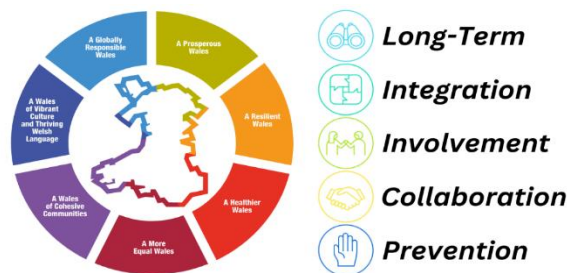 A Globally
Responsible
Wales
A Prosperous
Wales
A Resilient
Wales
A Healthier
Wales
A More
Equal Wales
A Wales
of Cohesive
Communities
A Wales
of Vibrant
Culture
and Thriving
Welsh
Language
Long-Term
Integration
Involvement
Collaboration
Prevention